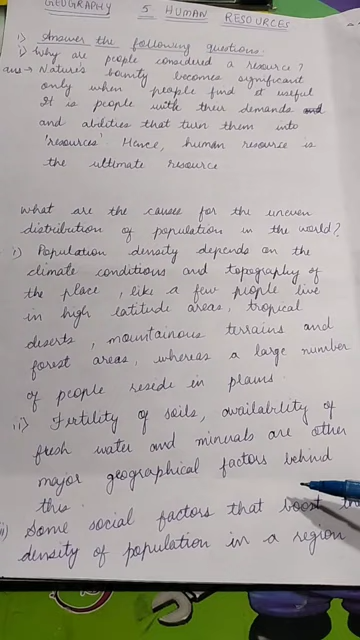 GEOGRAPHY 5 HUMAN RESOURCES
1) Answer the following questions.
i) Why are people considered a resource?
ans → Nature's bounty becomes significant
only when people find it useful
It is people with their demands
and abilities that turn them into
'resources' Hence, human resource is
the ultimate resource
What are the causes for the uneven
distribution of population in the world?
i) Population density depends on the
climate conditions and topography of
the place, like a few people live
in high latitude areas, tropical
deserts, mountainous terrains and
forest areas, whereas a large number
of people resede in plains.
ii) Fertility of soils, availability of
fresh water and minerals are other
major geographical factors behind
this.
Some social factors that boost the
density of population in a region